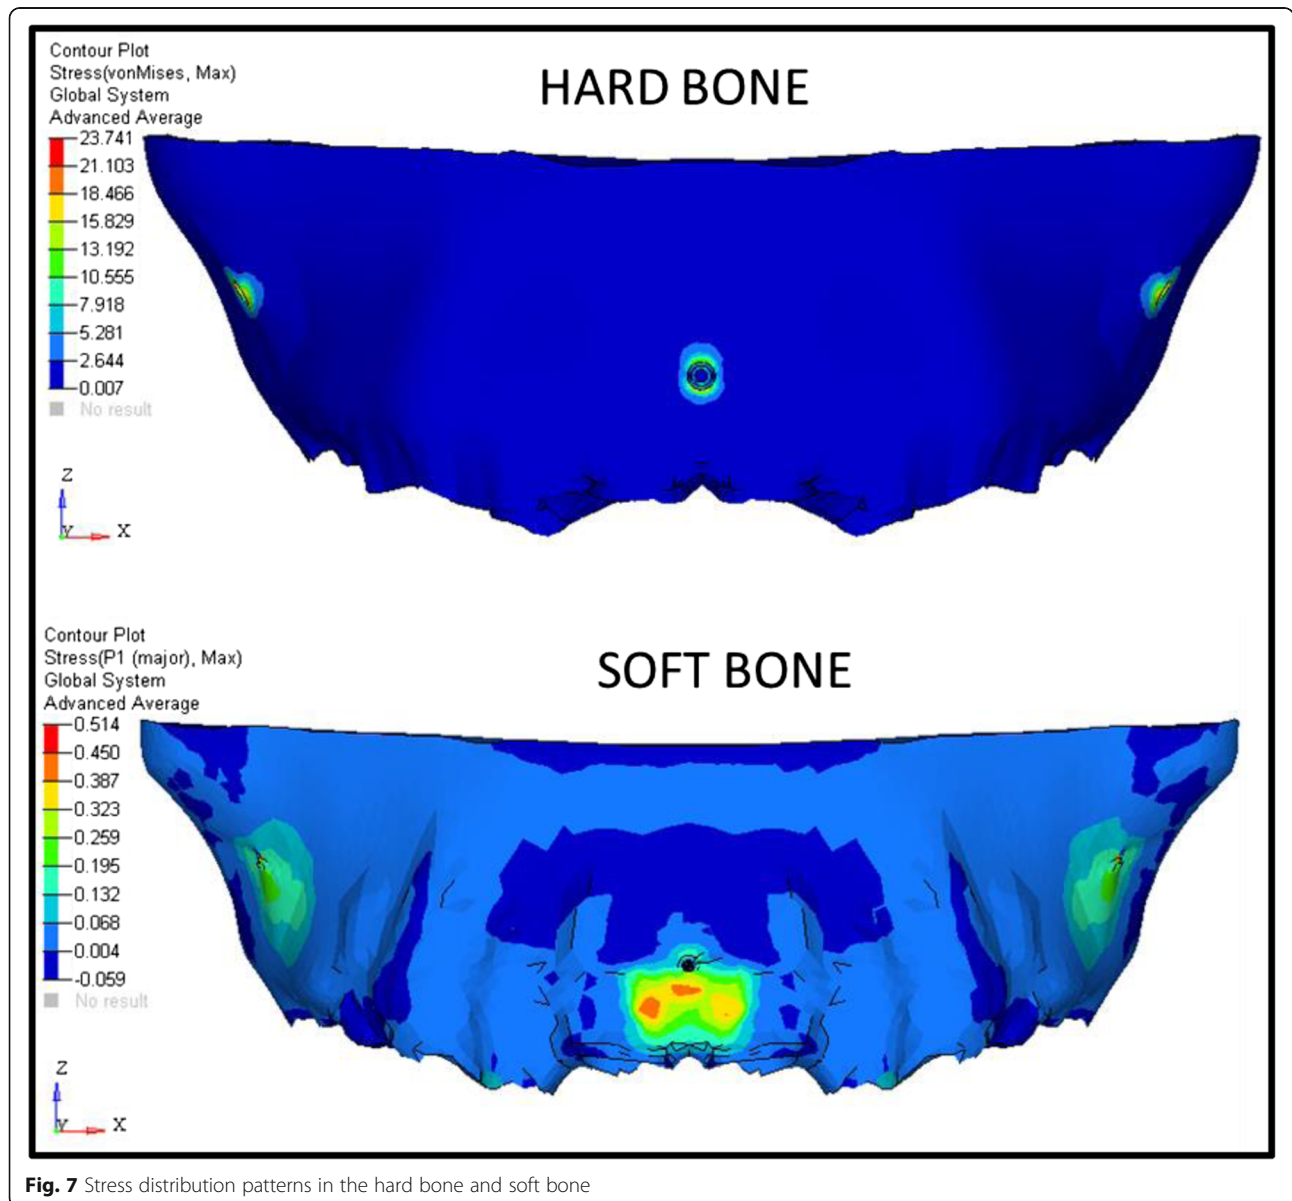 Contour Plot
Stress(vonMises, Max)
Global System
Advanced Average
HARD BONE
23.741
21.103
18.466
15.829
13.192
10.555
7.918
5.281
2.644
0.007
No result
Z
Y
X
Contour Plot
Stress(P1 (major), Max)
Global System
Advanced Average
SOFT BONE
0.514
0.450
0.387
0.323
0.259
0.195
0.132
0.068
0.004
-0.059
No result
Z
Y
X
Fig. 7 Stress distribution patterns in the hard bone and soft bone